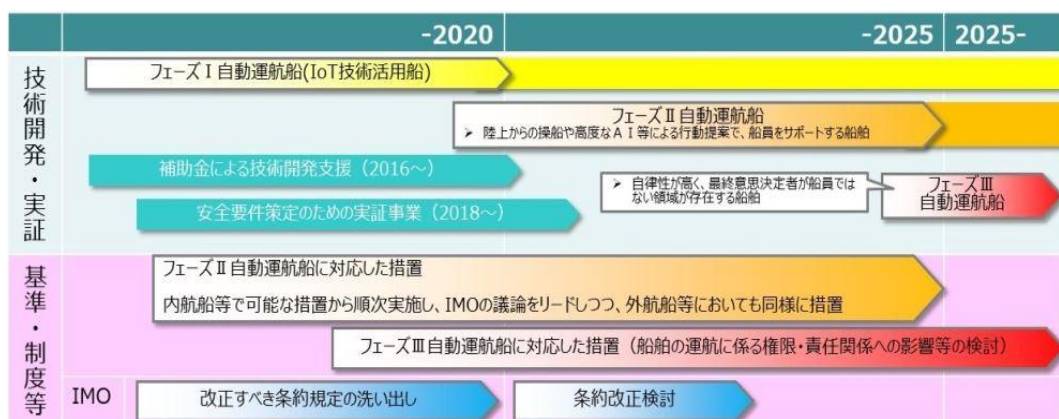 -2020
-2025
2025-
技術開発・実証
フェーズⅠ自動運航船(IoT技術活用船)
フェーズⅡ自動運航船
➢ 陸上からの操船や高度なAI等による行動提案で、船員をサポートする船舶
補助金による技術開発支援（2016～）
➢ 自律性が高く、最終意思決定者が船員では
ない領域が存在する船舶
フェーズⅢ
自動運航船
安全要件策定のための実証事業（2018～）
基準・制度等
フェーズⅡ自動運航船に対応した措置
内航船等で可能な措置から順次実施し、IMOの議論をリードしつつ、外航船等においても同様に措置
フェーズⅢ自動運航船に対応した措置（船舶の運航に係る権限・責任関係への影響等の検討）
IMO
改正すべき条約規定の洗い出し
条約改正検討